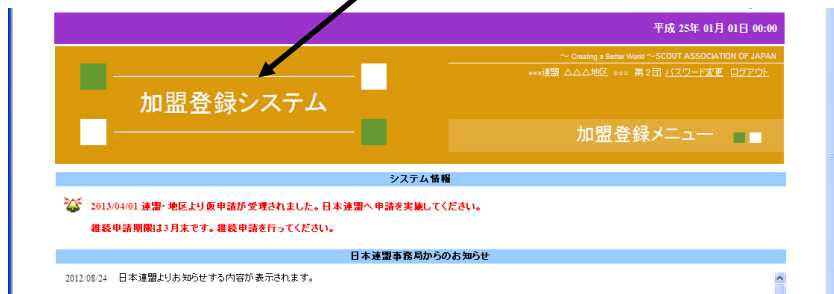 平成 25年 01月 01日 00:00
～ Creating a Better World ～SCOUT ASSOCIATION OF JAPAN
×××連盟 △△△地区 ○○○ 第2団 パスワード変更 ログアウト
加盟登録システム
加盟登録メニュー
システム情報
2013/04/01 連盟・地区より仮申請が受理されました。日本連盟へ申請を実施してください。
継続申請期限は3月末です。継続申請を行ってください。
日本連盟事務局からのお知らせ
2012/08/24 日本連盟よりお知らせする内容が表示されます。